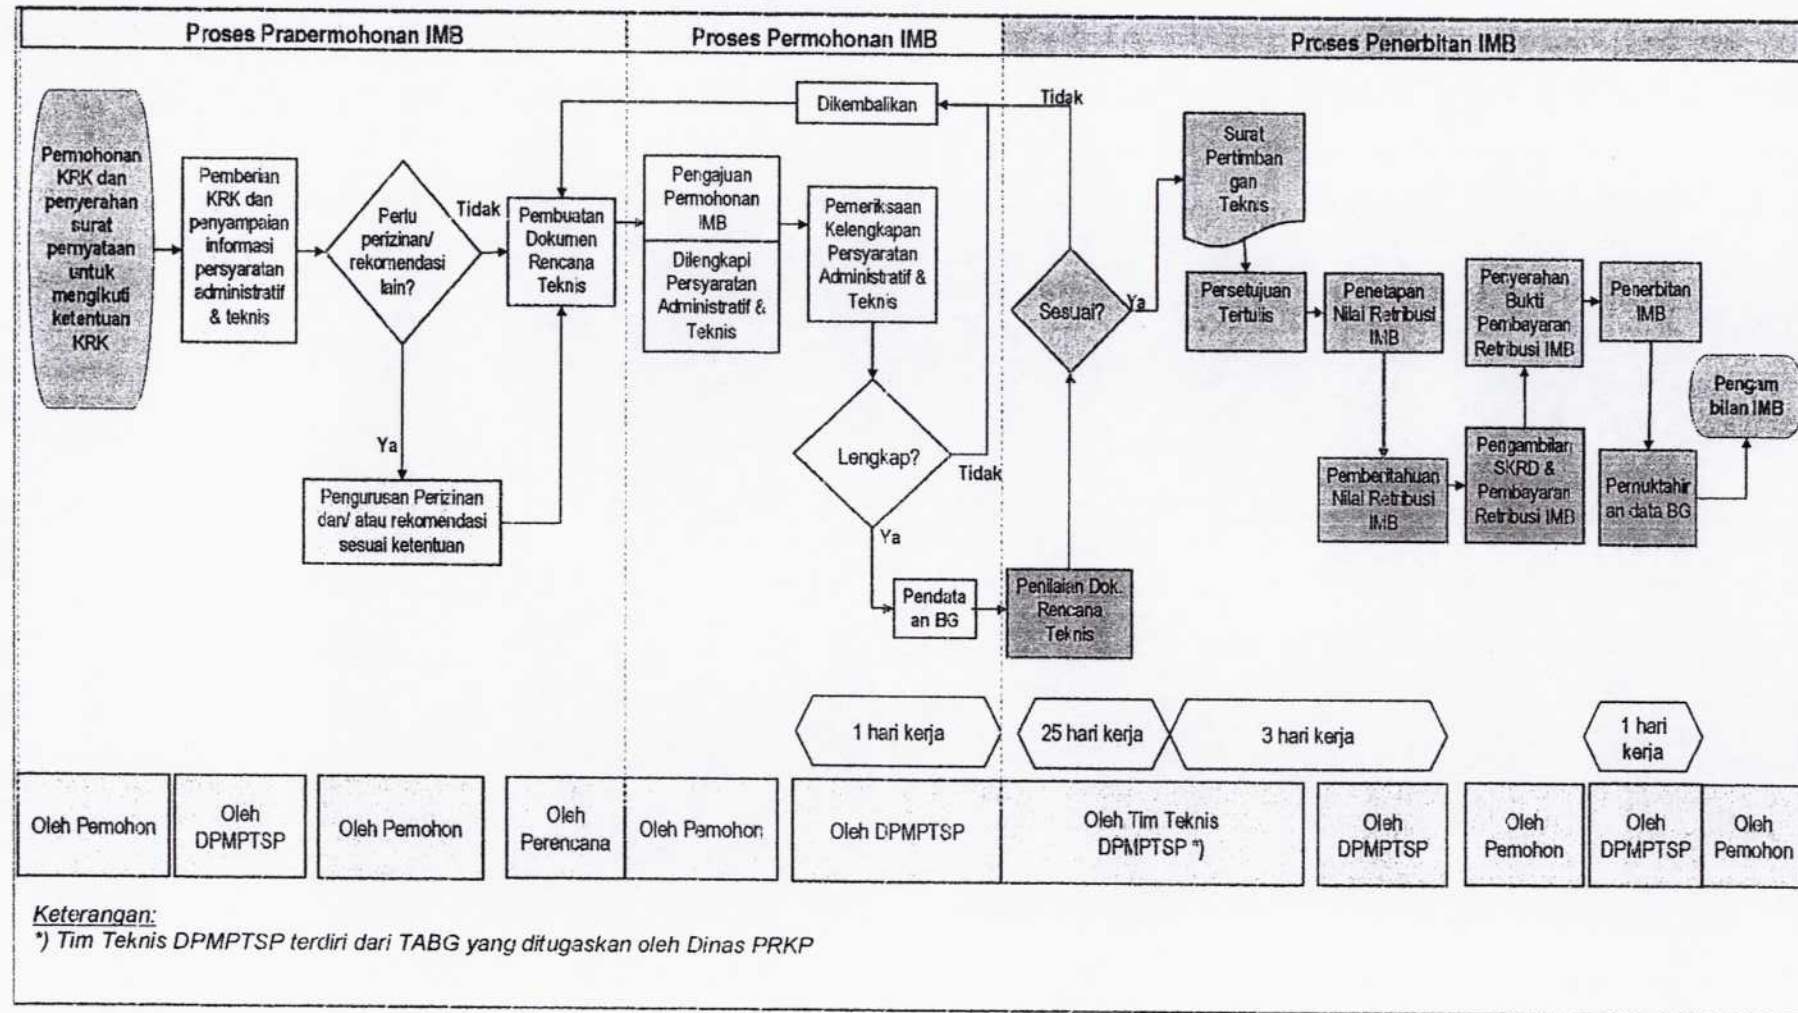 Proses Prapermohonan IMB
Proses Permohonan IMB
Proses Penerbitan IMB
Permohonan
KRK dan
penyerahan
surat
pernyataan
untuk
mengikuti
ketentuan
KRK
Pemberian
KRK dan
penyampaian
informasi
persyaratan
administratif
& teknis
Perlu
perizinan/
rekomendasi
lain?
Tidak
Ya
Pengurusan Perizinan
dan/ atau rekomendasi
sesuai ketentuan
Pembuatan
Dokumen
Rencana
Teknis
Dikembalikan
Pengajuan
Permohonan
IMB
Dilengkapi
Persyaratan
Administratif &
Teknis
Pemeriksaan
Kelengkapan
Persyaratan
Administratif &
Teknis
Lengkap?
Tidak
Ya
Pendata
an BG
Penilaian Dok.
Rencana
Teknis
Sesuai?
Tidak
Ya
Surat
Pertimban
gan
Teknis
Persetujuan
Tertulis
Penetapan
Nilai Retribusi
IMB
Pemberitahuan
Nilai Retribusi
IMB
Pengambilan
SKRD &
Pembayaran
Retribusi IMB
Penyerahan
Bukti
Pembayaran
Retribusi IMB
Penerbitan
IMB
Pemuktahir
an data BG
Pengam
bilan IMB
1 hari kerja
25 hari kerja
3 hari kerja
1 hari
kerja
Oleh Pemohon
Oleh
DPMPTSP
Oleh Pemohon
Oleh
Perencana
Oleh Pemohon
Oleh DPMPTSP
Oleh Tim Teknis
DPMPTSP *)
Oleh
DPMPTSP
Oleh
Pemohon
Oleh
DPMPTSP
Oleh
Pemohon
Keterangan:
*) Tim Teknis DPMPTSP terdiri dari TABG yang ditugaskan oleh Dinas PRKP